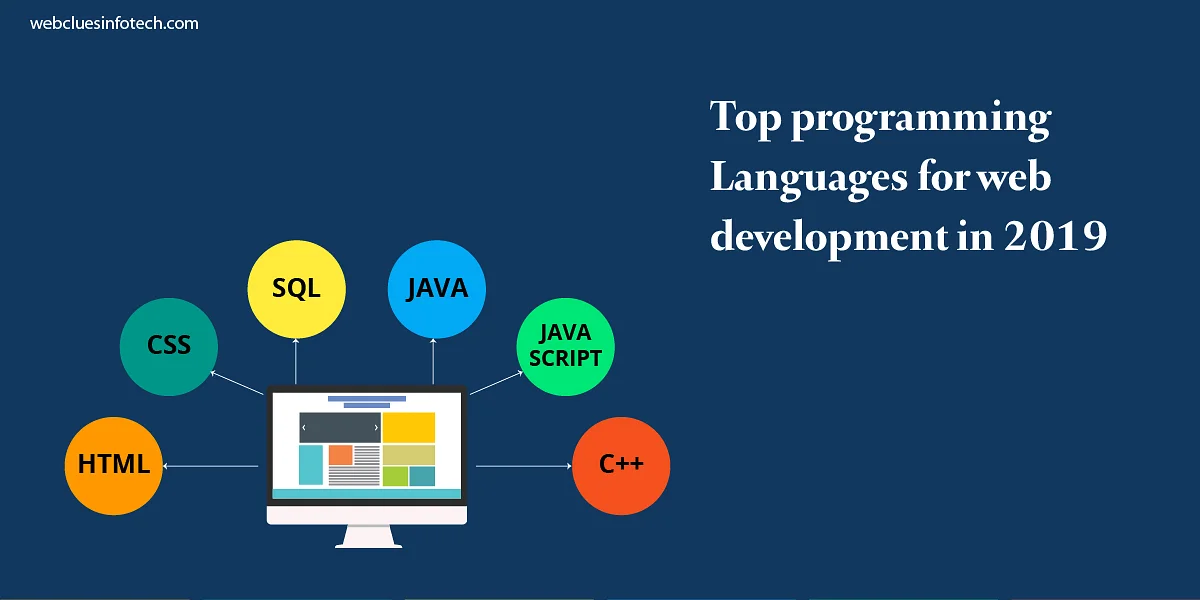 webcluesinfotech.com
Top programming
Languages for web
development in 2019
SQL
JAVA
CSS
JAVA
SCRIPT
HTML
C++